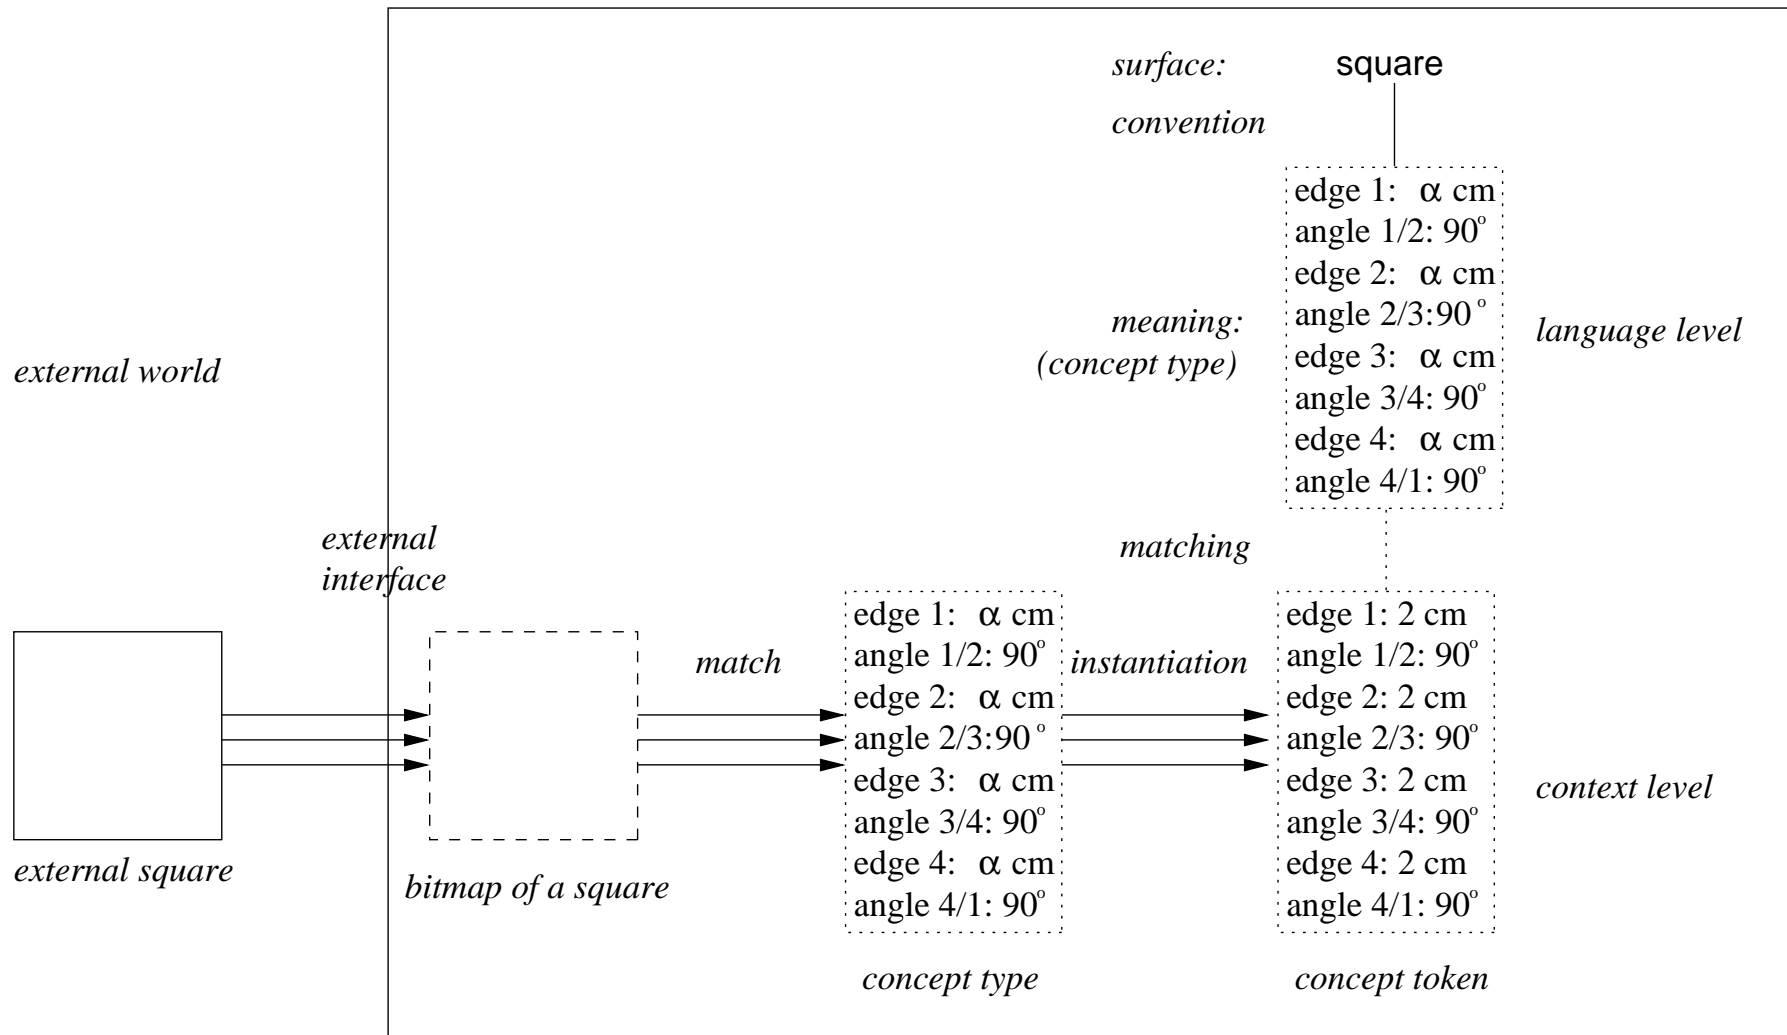 surface: square
convention
edge 1: α cm
angle 1/2: 90°
edge 2: α cm
angle 2/3:90 °
edge 3: α cm
angle 3/4: 90°
edge 4: α cm
angle 4/1: 90°
meaning:
(concept type)
language level
external world
external
interface
matching
match
edge 1: α cm
angle 1/2: 90°
edge 2: α cm
angle 2/3:90 °
edge 3: α cm
angle 3/4: 90°
edge 4: α cm
angle 4/1: 90°
instantiation
edge 1: 2 cm
angle 1/2: 90°
edge 2: 2 cm
angle 2/3: 90°
edge 3: 2 cm
angle 3/4: 90°
edge 4: 2 cm
angle 4/1: 90°
context level
external square
bitmap of a square
concept type
concept token